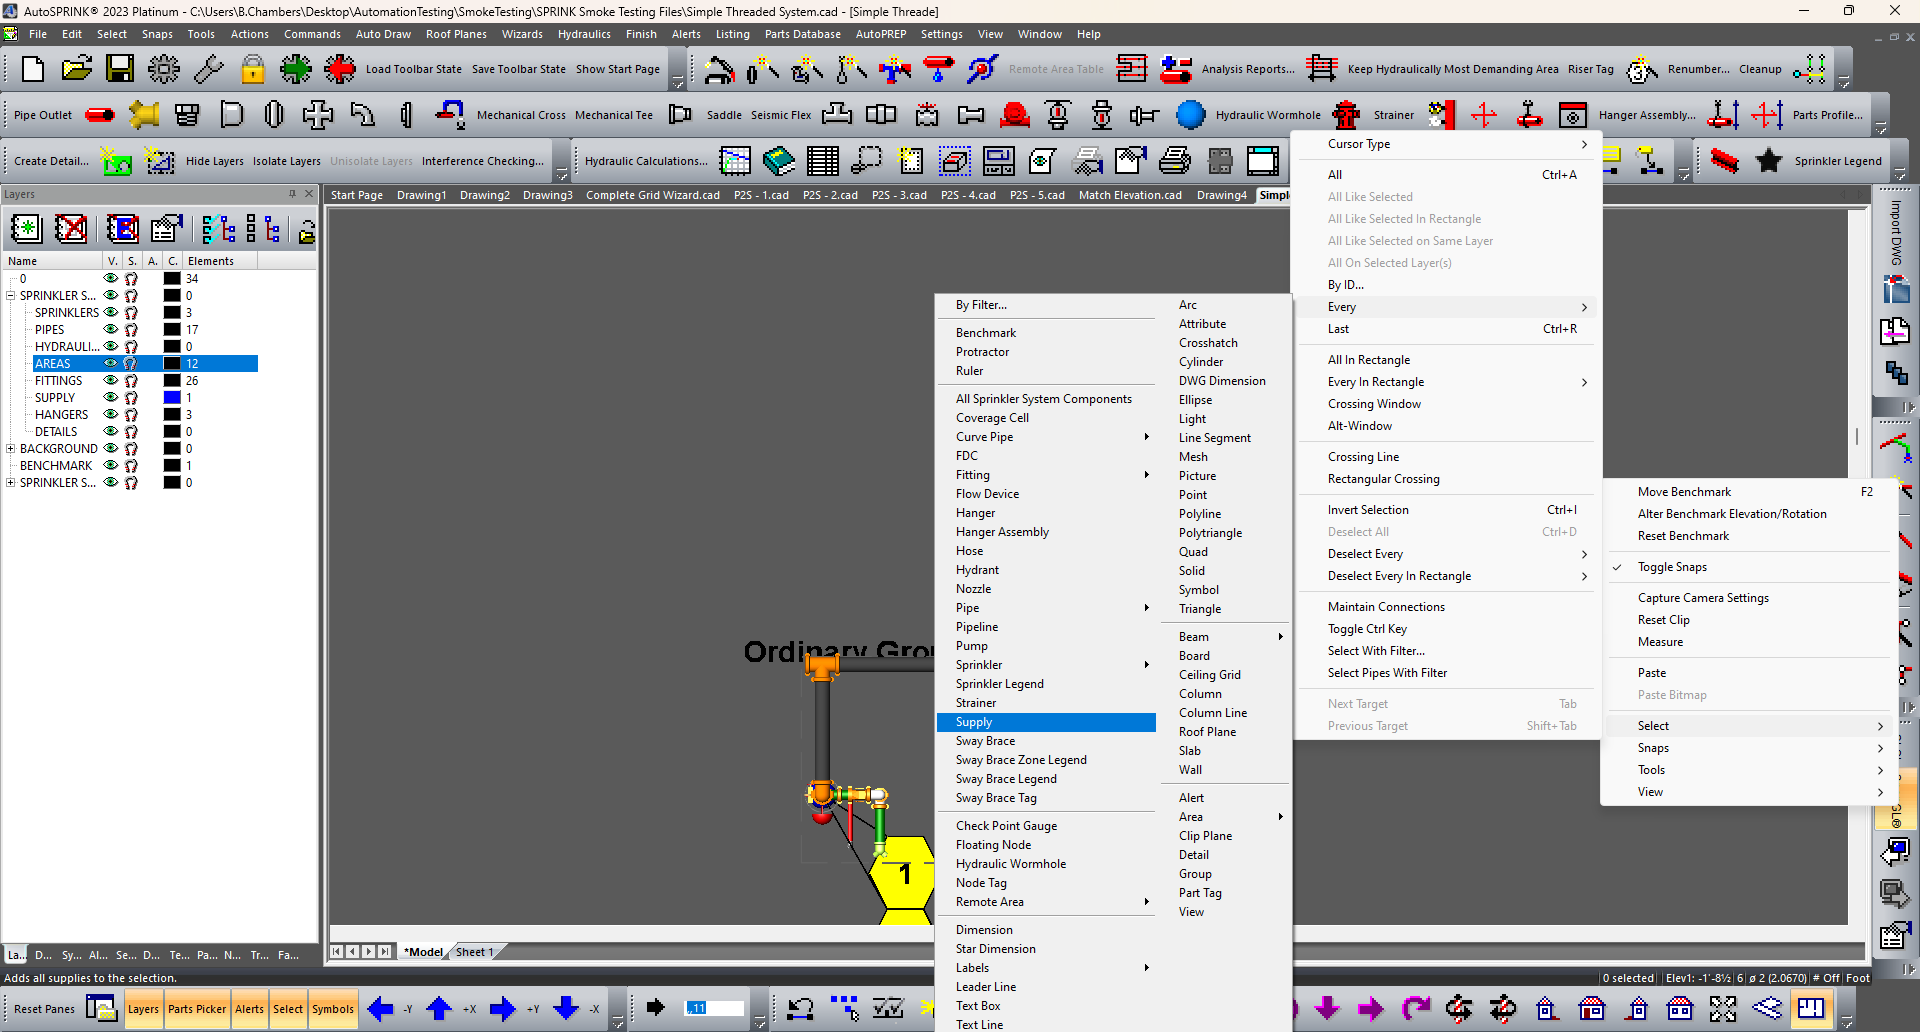 AutoSPRINK® 2023 Platinum - C:\Users\B.Chambers\Desktop\AutomationTesting\SmokeTesting\SPRINK Smoke Testing Files\Simple Threaded System.cad - [Simple Threade]
File Edit Select Snaps Tools Actions Commands Auto Draw Roof Planes Wizards Hydraulics Finish Alerts Listing Parts Database AutoPREP Settings View Window Help
Load Toolbar State Save Toolbar State Show Start Page Remote Area Table Analysis Reports... Keep Hydraulically Most Demanding Area Riser Tag Renumber... Cleanup
Pipe Outlet Mechanical Cross Mechanical Tee Saddle Seismic Flex Hydraulic Wormhole Strainer Hanger Assembly... Parts Profile...
Create Detail... Hide Layers Isolate Layers Unisolate Layers Interference Checking... Hydraulic Calculations... Sprinkler Legend
Layers
Start Page Drawing1 Drawing2 Drawing3 Complete Grid Wizard.cad P2S - 1.cad P2S - 2.cad P2S - 3.cad P2S - 4.cad P2S - 5.cad Match Elevation.cad Drawing4 Simpl
Name V. S. A. C. Elements
0 34
SPRINKLER S... 0
SPRINKLERS 3
PIPES 17
HYDRAULI... 0
AREAS 12
FITTINGS 26
SUPPLY 1
HANGERS 3
DETAILS 0
BACKGROUND 0
BENCHMARK 1
SPRINKLER S... 0
Ordinary Gro
1
By Filter...
Benchmark
Protractor
Ruler
All Sprinkler System Components
Coverage Cell
Curve Pipe
FDC
Fitting
Flow Device
Hanger
Hanger Assembly
Hose
Hydrant
Nozzle
Pipe
Pipeline
Pump
Sprinkler
Sprinkler Legend
Strainer
Supply
Sway Brace
Sway Brace Zone Legend
Sway Brace Legend
Sway Brace Tag
Check Point Gauge
Floating Node
Hydraulic Wormhole
Node Tag
Remote Area
Dimension
Star Dimension
Labels
Leader Line
Text Box
Text Line
Arc
Attribute
Crosshatch
Cylinder
DWG Dimension
Ellipse
Light
Line Segment
Mesh
Picture
Point
Polyline
Polytriangle
Quad
Solid
Symbol
Triangle
Beam
Board
Ceiling Grid
Column
Column Line
Roof Plane
Slab
Wall
Alert
Area
Clip Plane
Detail
Group
Part Tag
View
Cursor Type
All Ctrl+A
All Like Selected
All Like Selected In Rectangle
All Like Selected on Same Layer
All On Selected Layer(s)
By ID...
Every
Last Ctrl+R
All In Rectangle
Every In Rectangle
Crossing Window
Alt-Window
Crossing Line
Rectangular Crossing
Invert Selection Ctrl+I
Deselect All Ctrl+D
Deselect Every
Deselect Every In Rectangle
Maintain Connections
Toggle Ctrl Key
Select With Filter...
Select Pipes With Filter
Next Target Tab
Previous Target Shift+Tab
Move Benchmark F2
Alter Benchmark Elevation/Rotation
Reset Benchmark
Toggle Snaps
Capture Camera Settings
Reset Clip
Measure
Paste
Paste Bitmap
Select
Snaps
Tools
View
Import DWG
GL®
La... D... Sy... Al... Se... D... Te... Pa... N... Tr... Fa...
*Model Sheet 1
Adds all supplies to the selection.
0 selected Elev1: -1'-8½ 6 ø 2 (2.0670) # Off Foot
Reset Panes Layers Parts Picker Alerts Select Symbols -Y +X +Y -X